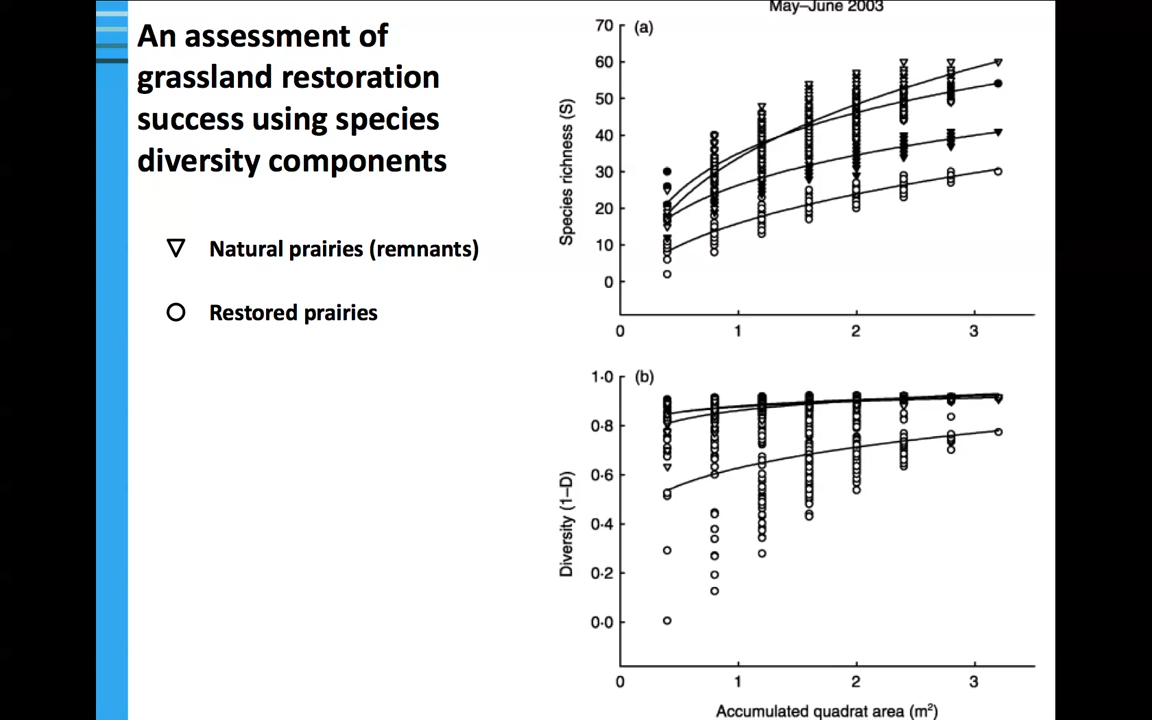 An assessment of
grassland restoration
success using species
diversity components
▽ Natural prairies (remnants)
○ Restored prairies
May–June 2003
(a)
70
60
50
40
30
20
10
0
Species richness (S)
0 1 2 3
(b)
1·0
0·8
0·6
0·4
0·2
0·0
Diversity (1–D)
0 1 2 3
Accumulated quadrat area (m²)